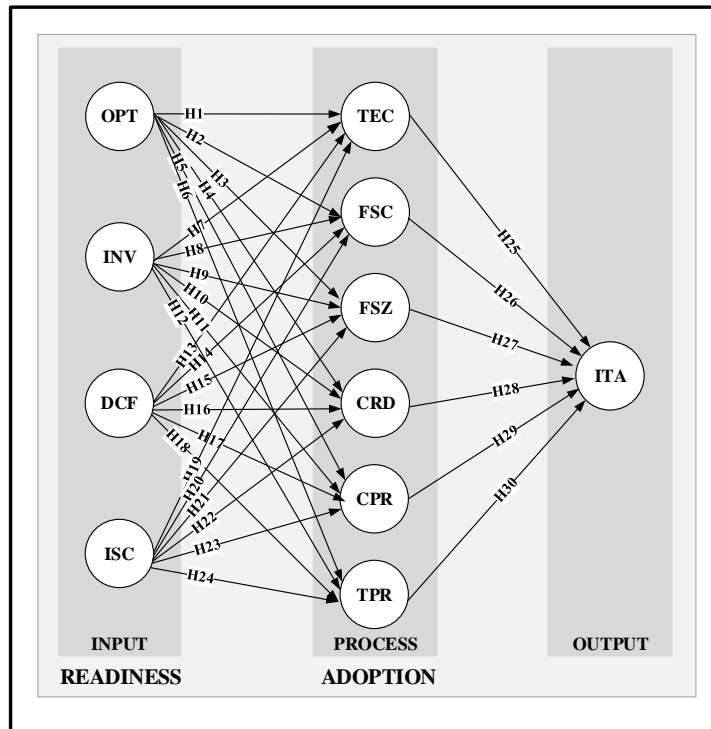 OPT
INV
DCF
ISC
H1
H2
H3
H4
H5
H6
H7
H8
H9
H10
H11
H12
H13
H14
H15
H16
H17
H18
H19
H20
H21
H22
H23
H24
TEC
FSC
FSZ
CRD
CPR
TPR
H25
H26
H27
H28
H29
H30
ITA
INPUT
PROCESS
OUTPUT
READINESS
ADOPTION